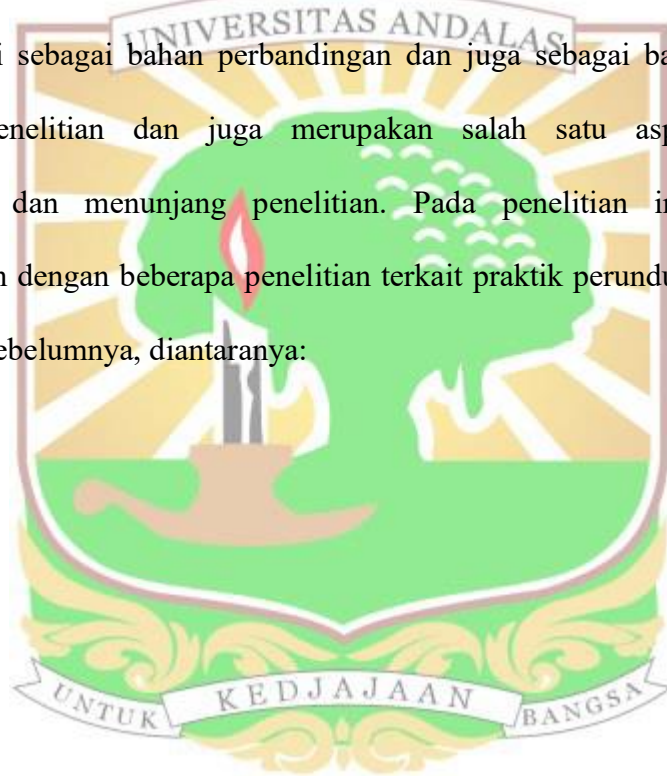 UNIVERSITAS ANDALAS
i sebagai bahan perbandingan dan juga sebagai ba
enelitian dan juga merupakan salah satu asp
dan menunjang penelitian. Pada penelitian in
n dengan beberapa penelitian terkait praktik perundu
ebelumnya, diantaranya:
UNTUK KEDJAJAAN BANGSA